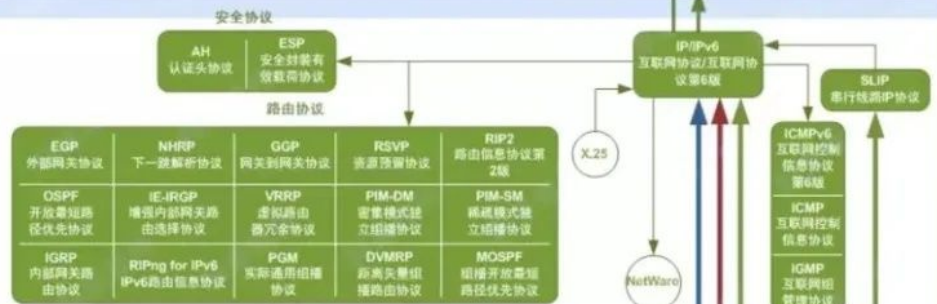 安全协议
AH
认证头协议
ESP
安全封装有
效载荷协议
IP/IPv6
互联网协议/互联网协
议第6版
SLIP
串行线路IP协议
路由协议
EGP
外部网关协议
NHRP
下一跳解析协议
GGP
网关到网关协议
RSVP
资源预留协议
RIP2
路由信息协议第
2版
X.25
ICMPv6
互联网控制
信息协议
第6版
OSPF
开放最短路
径优先协议
IE-IRGP
增强内部网关路
由选择协议
VRRP
虚拟路由
器冗余协议
PIM-DM
密集模式独
立组播协议
PIM-SM
稀疏模式独
立组播协议
ICMP
互联网控制
信息协议
IGRP
内部网关路
由协议
RIPng for IPv6
IPv6路由信息协议
PGM
实际通用组播
协议
DVMRP
距离矢量组
播路由协议
MOSPF
组播开放最短
路径优先协议
NetWare
IGMP
互联网组
管理协议